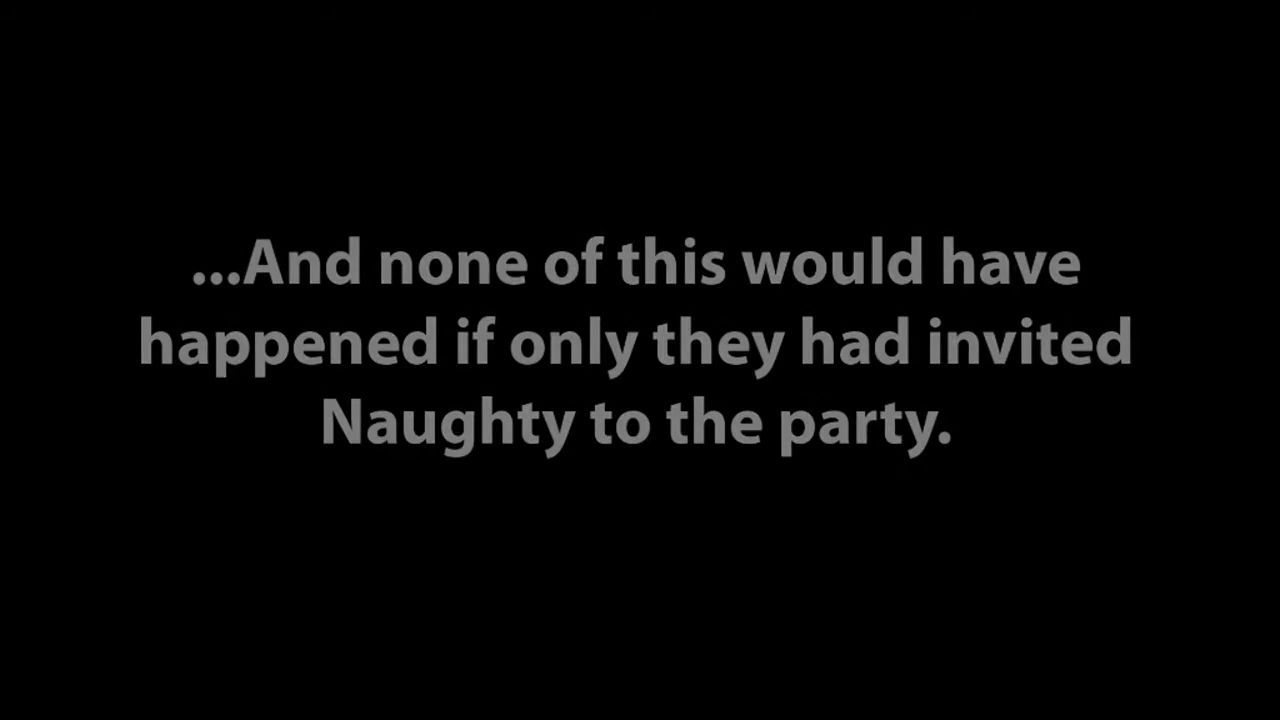 ...And none of this would have
happened if only they had invited
Naughty to the party.